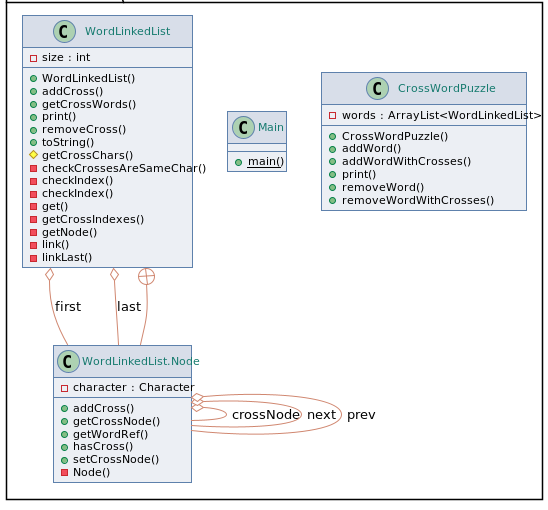 C WordLinkedList
size : int
WordLinkedList()
addCross()
getCrossWords()
print()
removeCross()
toString()
getCrossChars()
checkCrossesAreSameChar()
checkIndex()
checkIndex()
get()
getCrossIndexes()
getNode()
link()
linkLast()
C Main
main()
C CrossWordPuzzle
words : ArrayList<WordLinkedList>
CrossWordPuzzle()
addWord()
addWordWithCrosses()
print()
removeWord()
removeWordWithCrosses()
first
last
C WordLinkedList.Node
character : Character
addCross()
getCrossNode()
getWordRef()
hasCross()
setCrossNode()
Node()
crossNode
next
prev